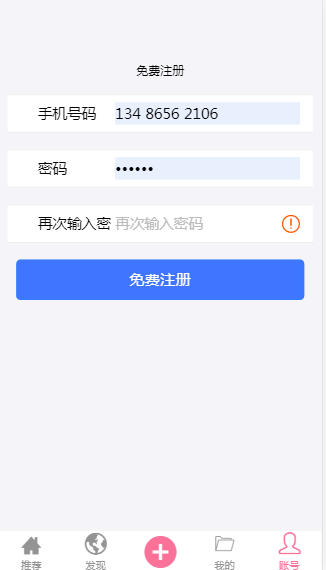 免费注册
手机号码 134 8656 2106
密码 ••••••
再次输入密 再次输入密码
免费注册
推荐 发现 我的 账号